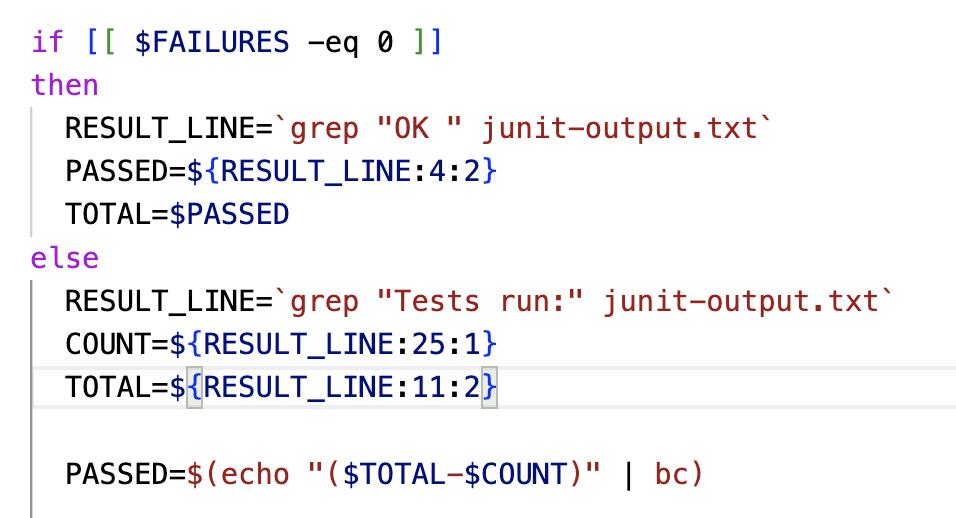 if [[ $FAILURES -eq 0 ]]
then
  RESULT_LINE=`grep "OK " junit-output.txt`
  PASSED=${RESULT_LINE:4:2}
  TOTAL=$PASSED
else
  RESULT_LINE=`grep "Tests run:" junit-output.txt`
  COUNT=${RESULT_LINE:25:1}
  TOTAL=${RESULT_LINE:11:2}

  PASSED=$(echo "($TOTAL-$COUNT)" | bc)